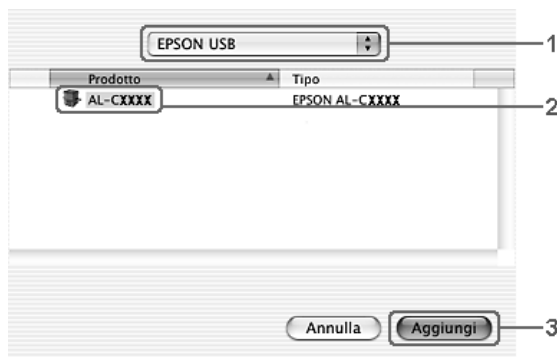 EPSON USB
1
Prodotto Tipo
AL-CXXXX EPSON AL-CXXXX
2
Annulla Aggiungi
3